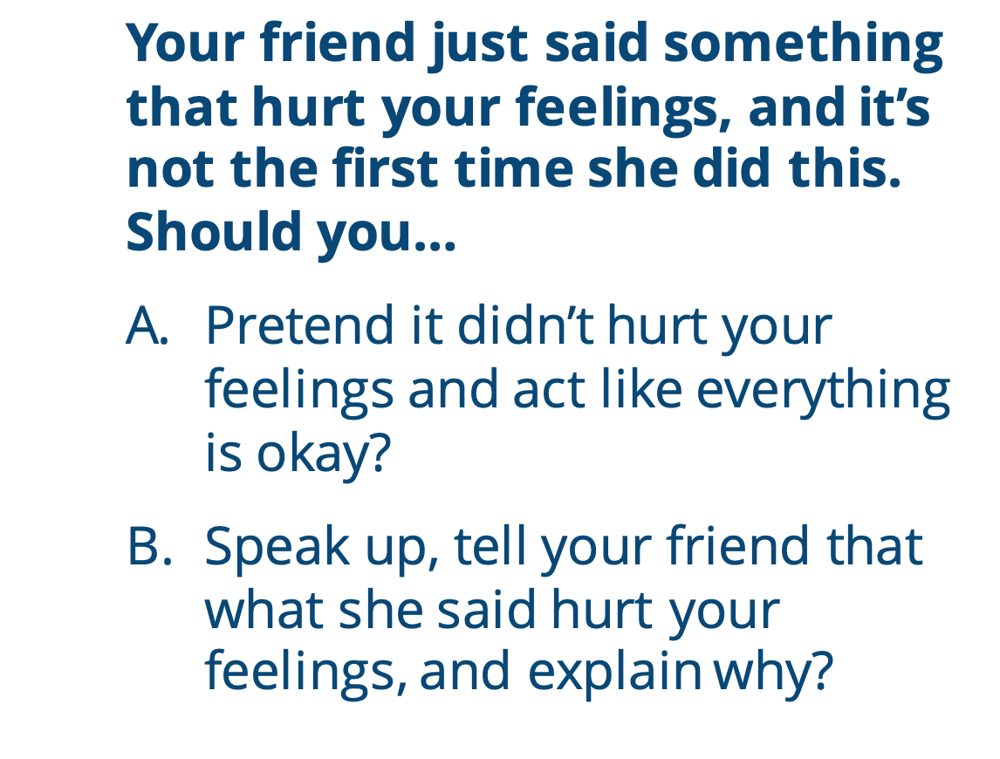 Your friend just said something
that hurt your feelings, and it’s
not the first time she did this.
Should you...
A. Pretend it didn’t hurt your
feelings and act like everything
is okay?
B. Speak up, tell your friend that
what she said hurt your
feelings, and explain why?